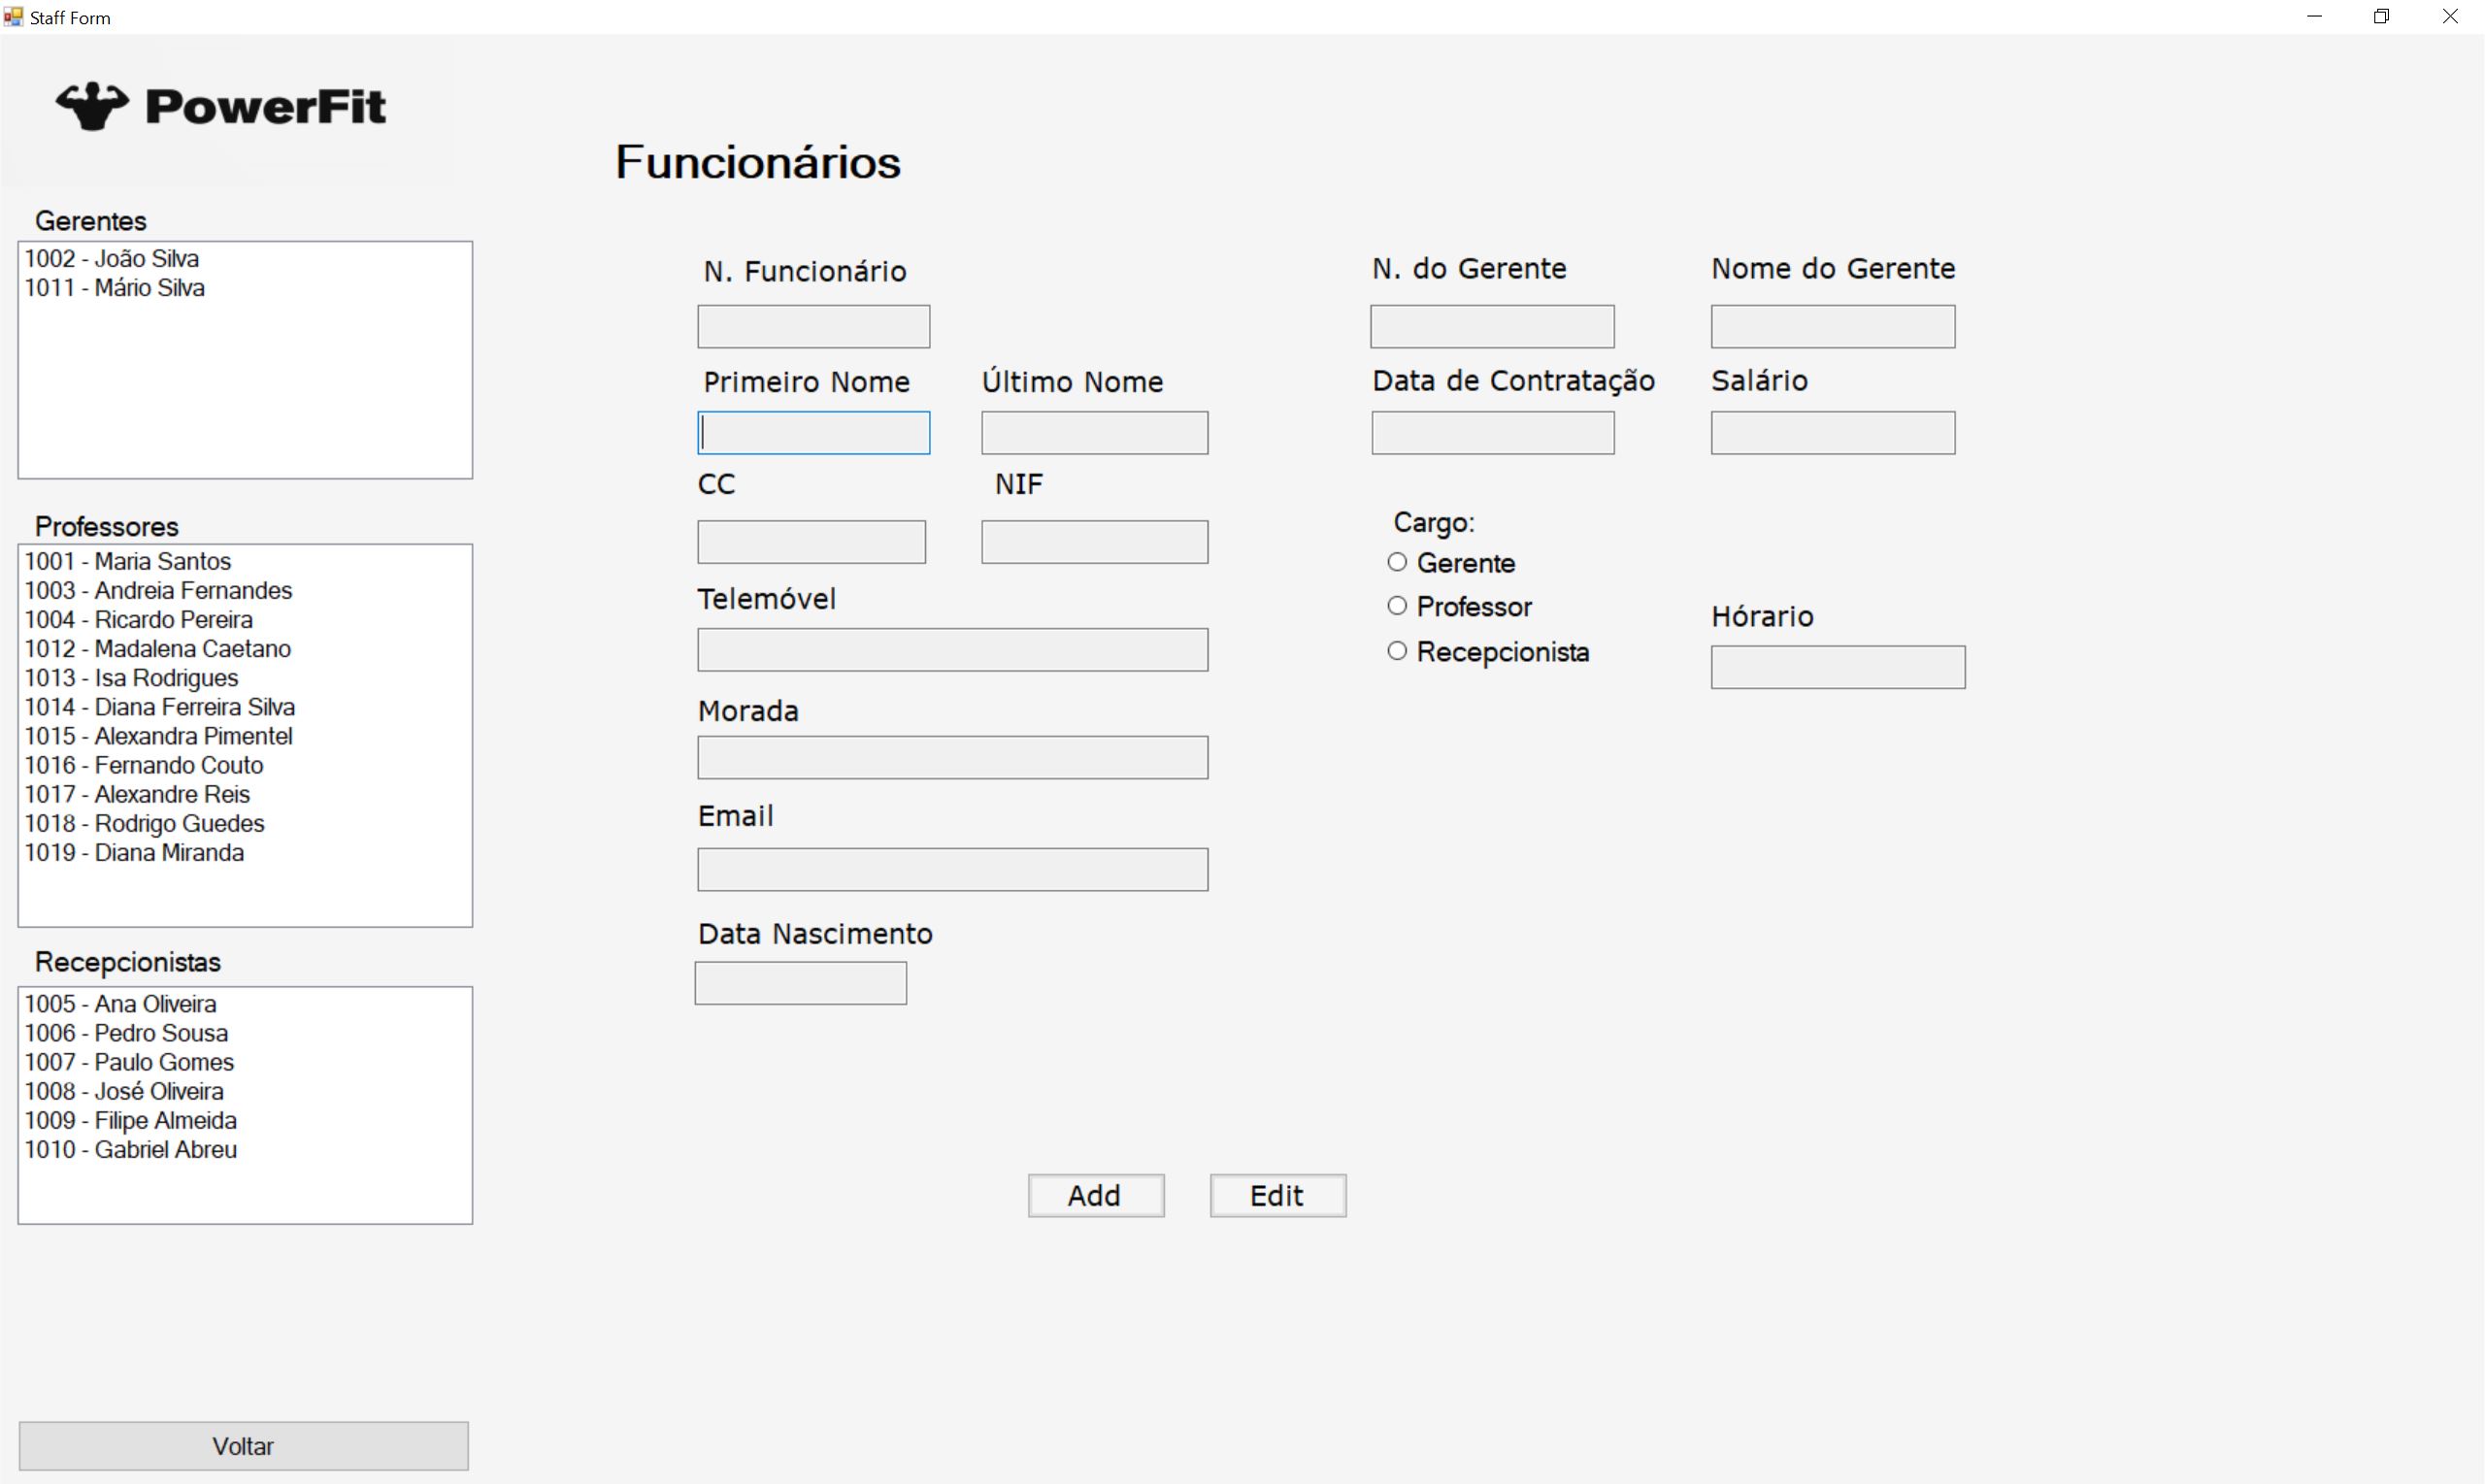 Staff Form
PowerFit
Funcionários
Gerentes
1002 - João Silva
1011 - Mário Silva
Professores
1001 - Maria Santos
1003 - Andreia Fernandes
1004 - Ricardo Pereira
1012 - Madalena Caetano
1013 - Isa Rodrigues
1014 - Diana Ferreira Silva
1015 - Alexandra Pimentel
1016 - Fernando Couto
1017 - Alexandre Reis
1018 - Rodrigo Guedes
1019 - Diana Miranda
Recepcionistas
1005 - Ana Oliveira
1006 - Pedro Sousa
1007 - Paulo Gomes
1008 - José Oliveira
1009 - Filipe Almeida
1010 - Gabriel Abreu
Voltar
N. Funcionário
Primeiro Nome Último Nome
CC NIF
Telemóvel
Morada
Email
Data Nascimento
N. do Gerente Nome do Gerente
Data de Contratação Salário
Cargo:
Gerente
Professor
Recepcionista
Hórario
Add Edit